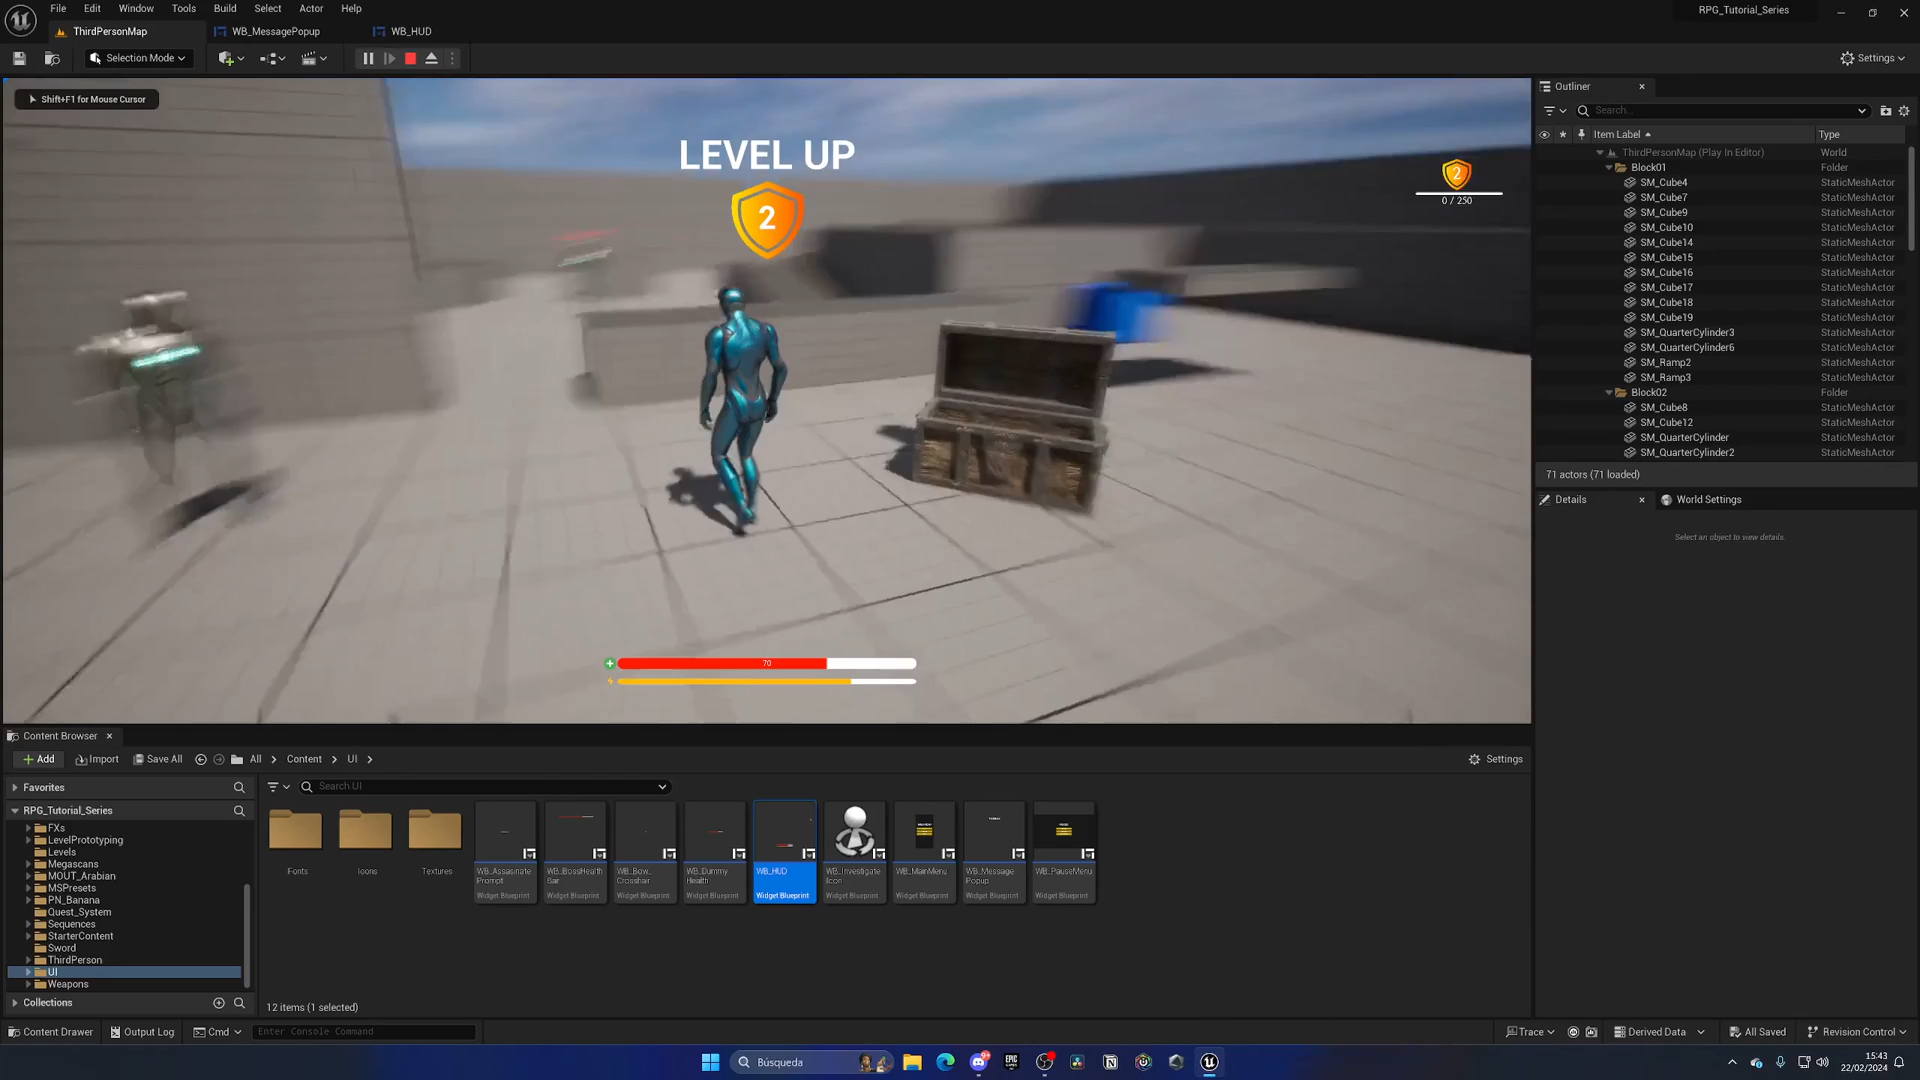 File Edit Window Tools Build Select Actor Help
RPG_Tutorial_Series
ThirdPersonMap
WB_MessagePopup
WB_HUD
Selection Mode
Settings
Shift+F1 for Mouse Cursor
LEVEL UP
2
2
0 / 250
70
Outliner
Search...
Item Label
Type
ThirdPersonMap (Play In Editor) World
Block01 Folder
SM_Cube4 StaticMeshActor
SM_Cube7 StaticMeshActor
SM_Cube9 StaticMeshActor
SM_Cube10 StaticMeshActor
SM_Cube14 StaticMeshActor
SM_Cube15 StaticMeshActor
SM_Cube16 StaticMeshActor
SM_Cube17 StaticMeshActor
SM_Cube18 StaticMeshActor
SM_Cube19 StaticMeshActor
SM_QuarterCylinder3 StaticMeshActor
SM_QuarterCylinder6 StaticMeshActor
SM_Ramp2 StaticMeshActor
SM_Ramp3 StaticMeshActor
Block02 Folder
SM_Cube8 StaticMeshActor
SM_Cube12 StaticMeshActor
SM_QuarterCylinder StaticMeshActor
SM_QuarterCylinder2 StaticMeshActor
71 actors (71 loaded)
Details
World Settings
Select an object to view details.
Content Browser
Add Import Save All All Content UI
Settings
Favorites
Search UI
RPG_Tutorial_Series
FXs
LevelPrototyping
Levels
Megascans
MOUT_Arabian
MSPresets
PN_Banana
Quest_System
Sequences
StarterContent
Sword
ThirdPerson
UI
Weapons
Collections
Fonts
Icons
Textures
WB_Assasinate Prompt
Widget Blueprint
WB_BossHealth Bar
Widget Blueprint
WB_Bow_ Crosshair
Widget Blueprint
WB_Dummy Health
Widget Blueprint
WB_HUD
Widget Blueprint
WB_Investigate Icon
Widget Blueprint
WB_MainMenu
Widget Blueprint
WB_Message Popup
Widget Blueprint
WB_PauseMenu
Widget Blueprint
12 items (1 selected)
Content Drawer Output Log Cmd Enter Console Command
Trace Derived Data All Saved Revision Control
Búsqueda
15:43
22/02/2024